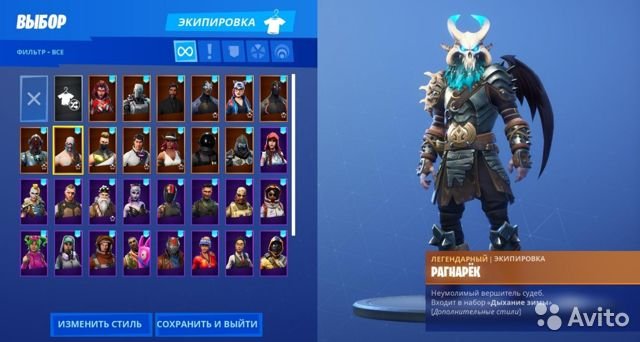 ВЫБОР
ЭКИПИРОВКА
ФИЛЬТР - ВСЕ
ЛЕГЕНДАРНЫЙ | ЭКИПИРОВКА
РАГНАРЁК
Неумолимый вершитель судеб.
Входит в набор «Дыхание зимы».
[Дополнительные стили]
ИЗМЕНИТЬ СТИЛЬ
СОХРАНИТЬ И ВЫЙТИ
Avito